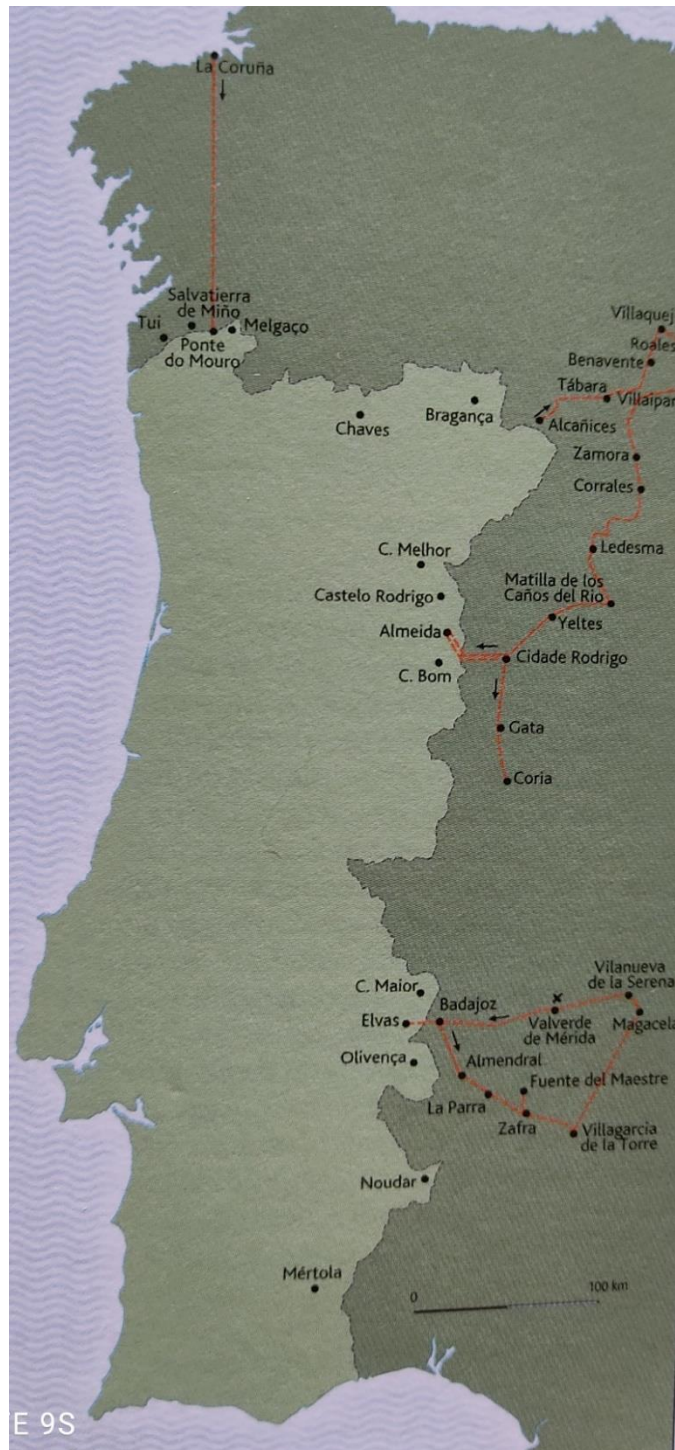 La Coruña
Salvatierra
de Miño
Tui
Melgaço
Ponte
do Mouro
Villaquej
Roales
Benavente
Tábara
Villaipar
Bragança
Chaves
Alcañices
Zamora
Corrales
Ledesma
C. Melhor
Matilla de los
Caños del Rio
Castelo Rodrigo
Yeltes
Almeida
Cidade Rodrigo
C. Bom
Gata
Coria
Vilanueva
de la Serena
C. Maior
Badajoz
Elvas
Valverde
de Mérida
Magacela
Olivença
Almendral
Fuente del Maestre
La Parra
Zafra
Villagarcia
de la Torre
Noudar
Mértola
0
100 km
E 9S